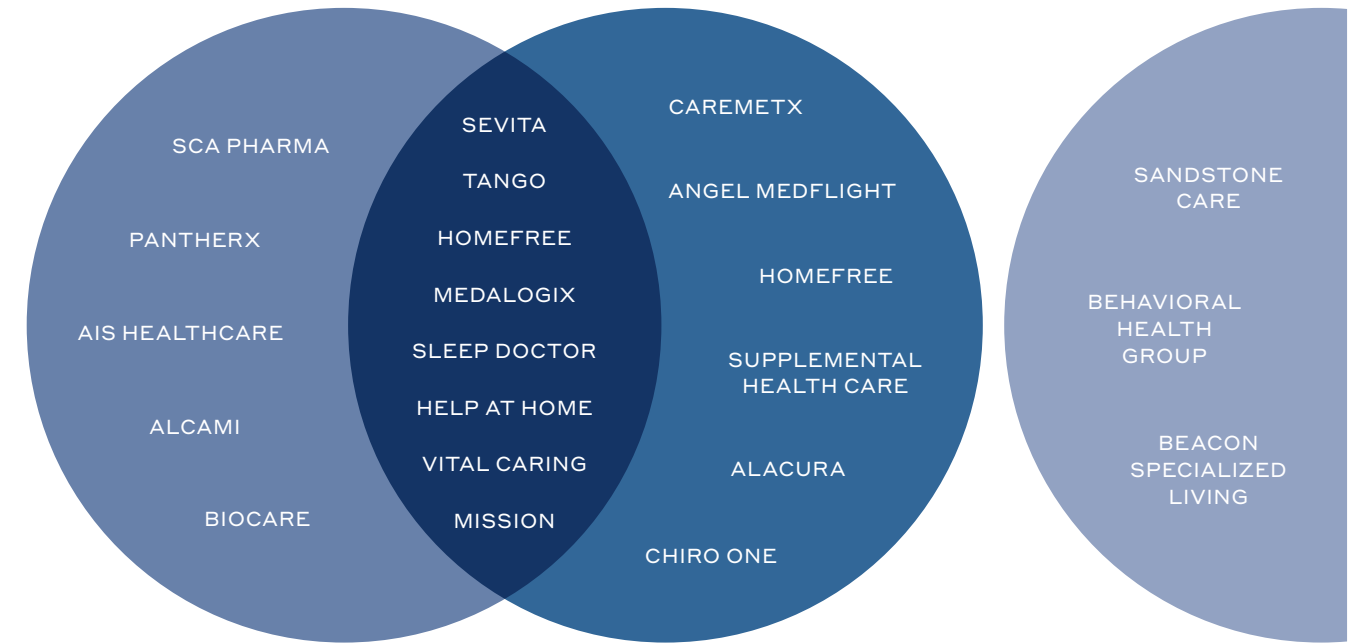 SCA PHARMA
PANTHERX
AIS HEALTHCARE
ALCAMI
BIOCARE
SEVITA
TANGO
HOMEFREE
MEDALOGIX
SLEEP DOCTOR
HELP AT HOME
VITAL CARING
MISSION
CAREMETX
ANGEL MEDFLIGHT
HOMEFREE
SUPPLEMENTAL
HEALTH CARE
ALACURA
CHIRO ONE
SANDSTONE
CARE
BEHAVIORAL
HEALTH
GROUP
BEACON
SPECIALIZED
LIVING